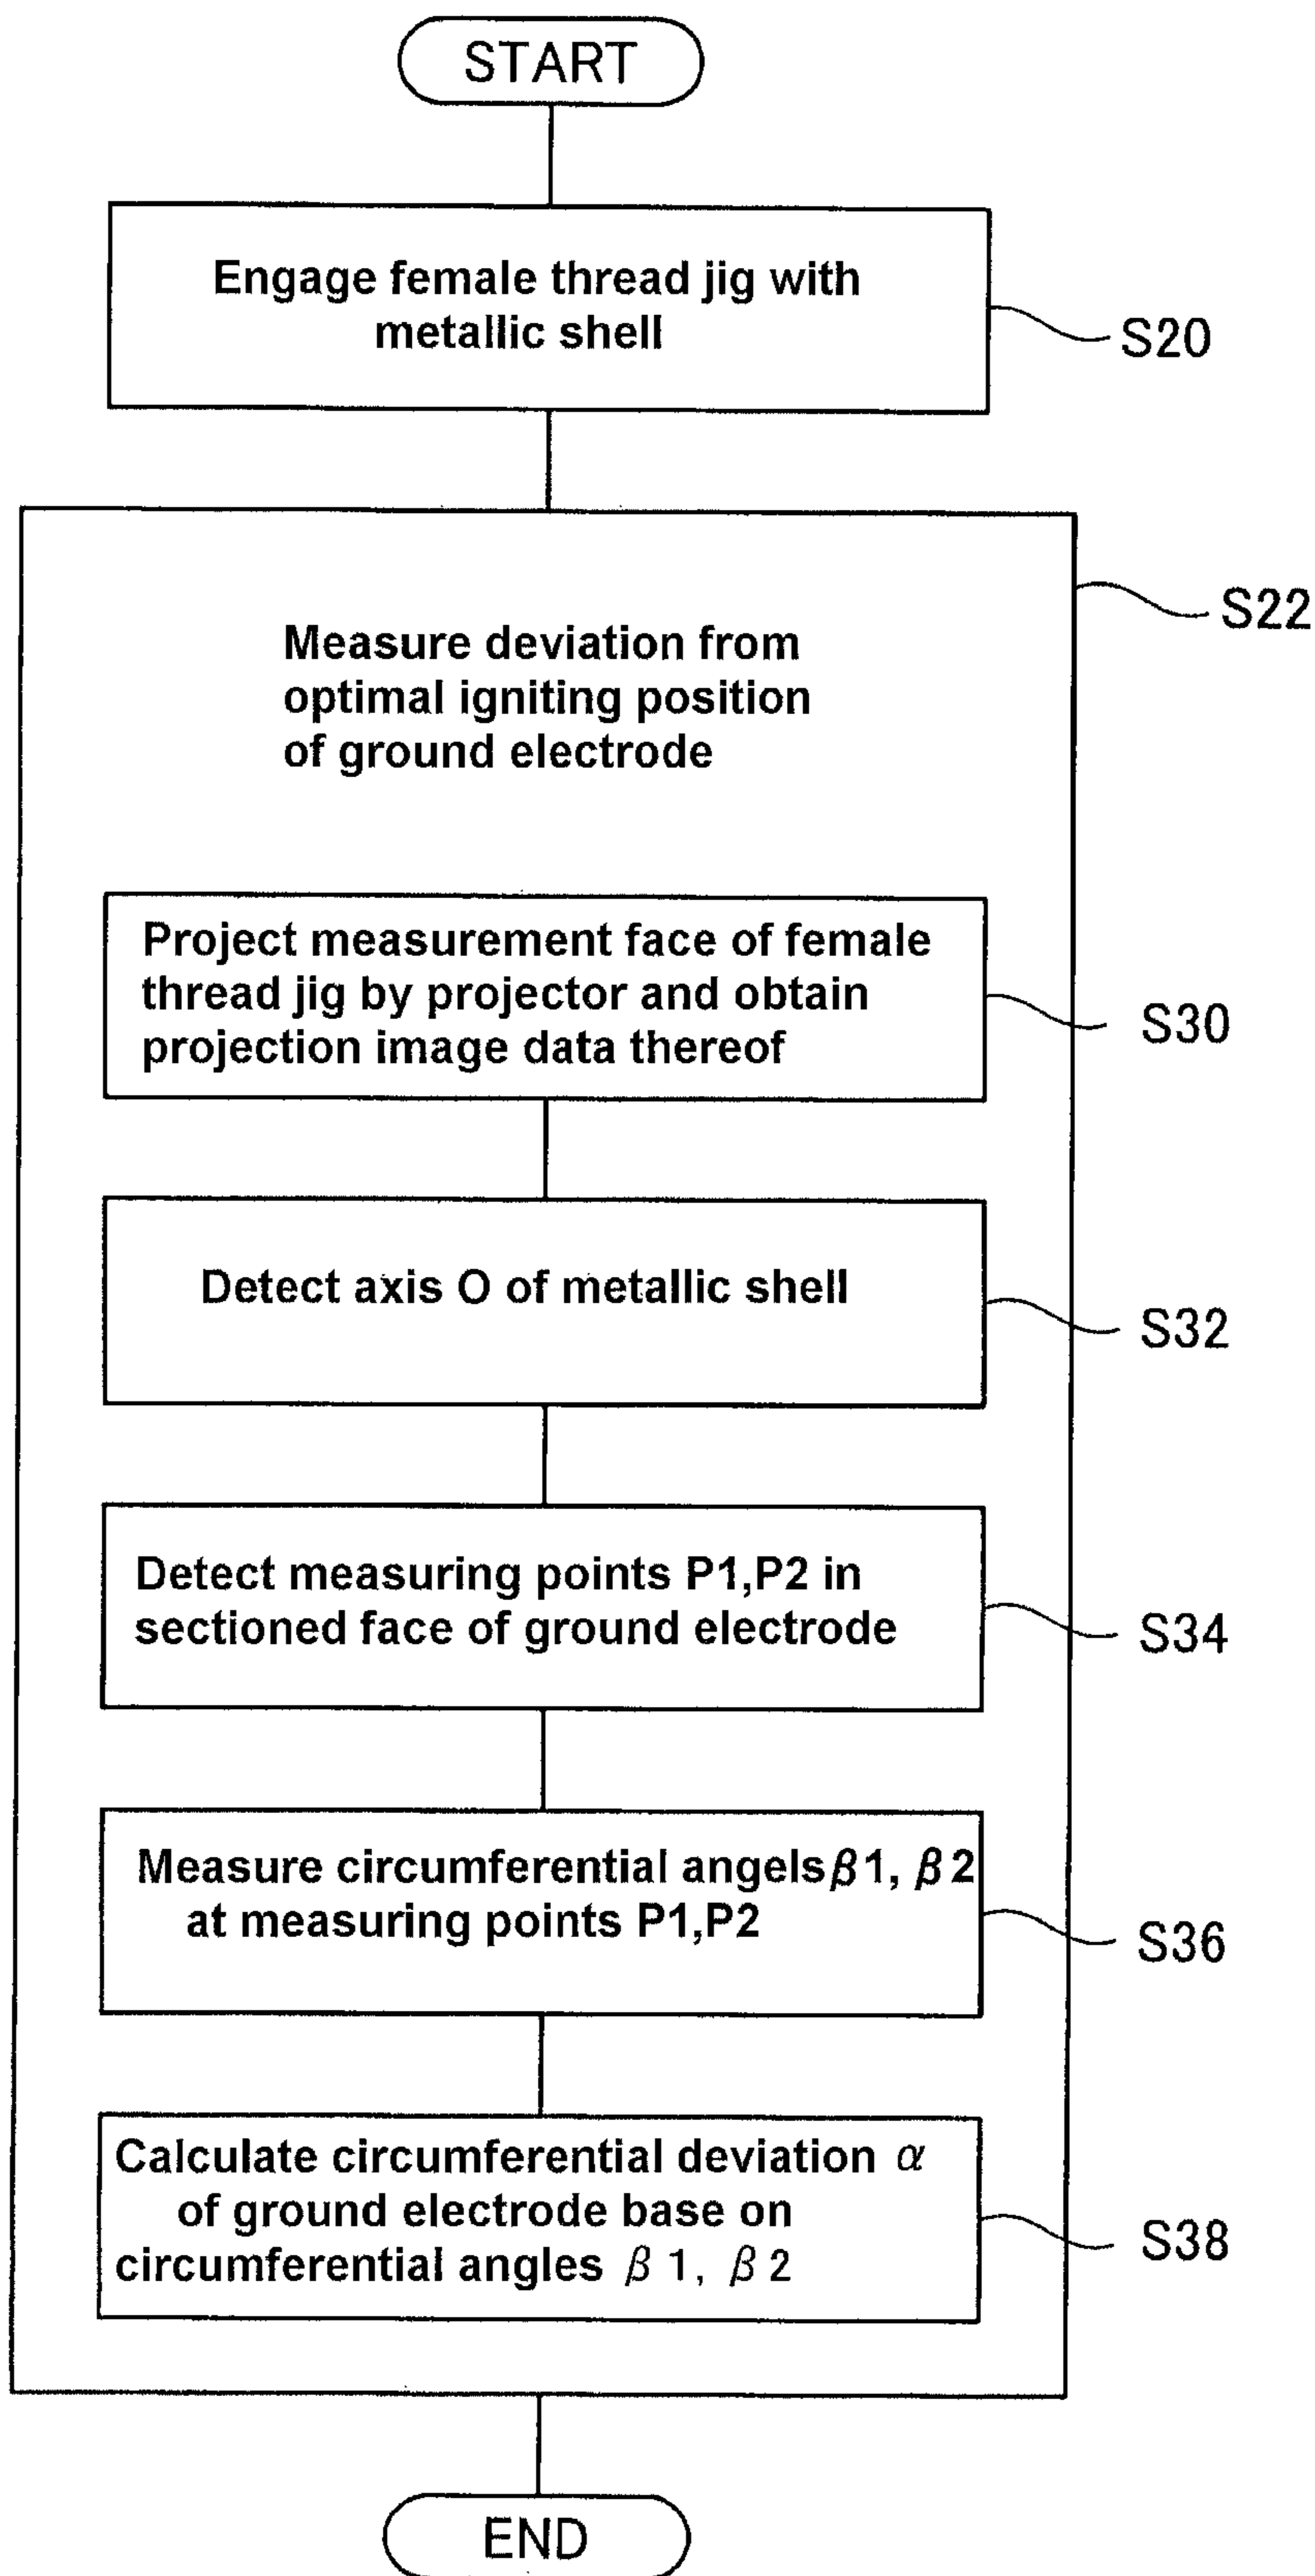 START
Engage female thread jig with
metallic shell
S20
S22
Measure deviation from
optimal igniting position
of ground electrode
Project measurement face of female
thread jig by projector and obtain
projection image data thereof
S30
Detect axis O of metallic shell
S32
Detect measuring points P1,P2 in
sectioned face of ground electrode
S34
Measure circumferential angels β1, β2
at measuring points P1,P2
S36
Calculate circumferential deviation α
of ground electrode base on
circumferential angles β1, β2
S38
END